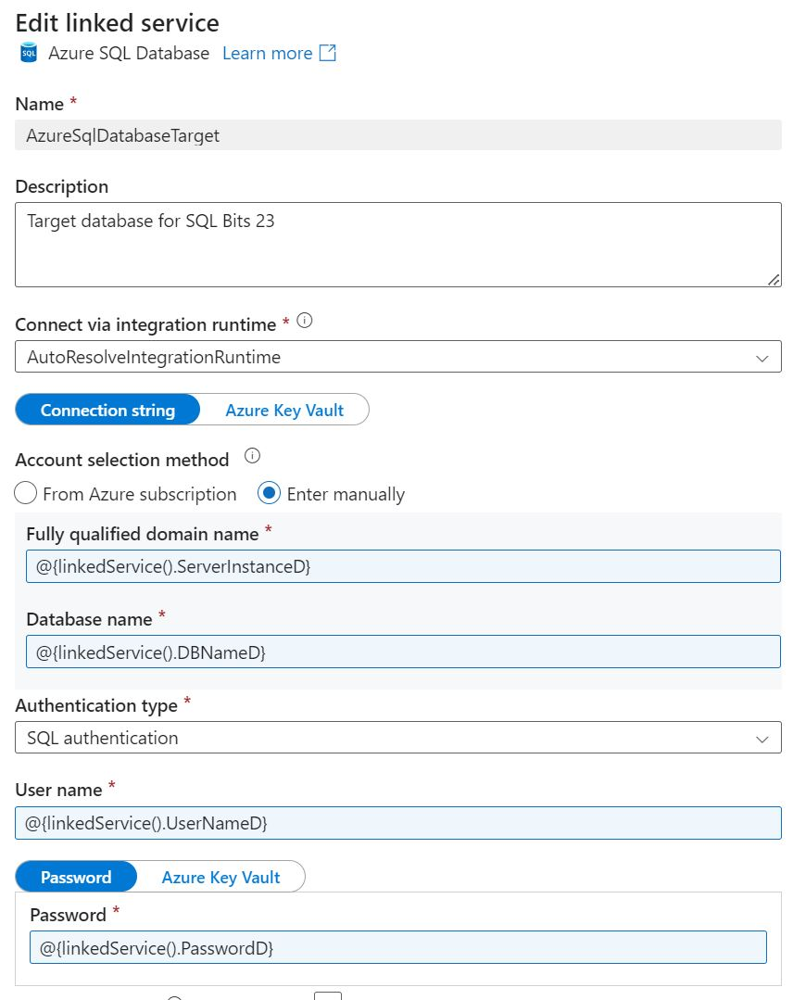 Edit linked service
SQL Azure SQL Database Learn more
Name *
AzureSqlDatabaseTarget
Description
Target database for SQL Bits 23
Connect via integration runtime *
AutoResolveIntegrationRuntime
Connection string Azure Key Vault
Account selection method
From Azure subscription Enter manually
Fully qualified domain name *
@{linkedService().ServerInstanceD}
Database name *
@{linkedService().DBNameD}
Authentication type *
SQL authentication
User name *
@{linkedService().UserNameD}
Password Azure Key Vault
Password *
@{linkedService().PasswordD}